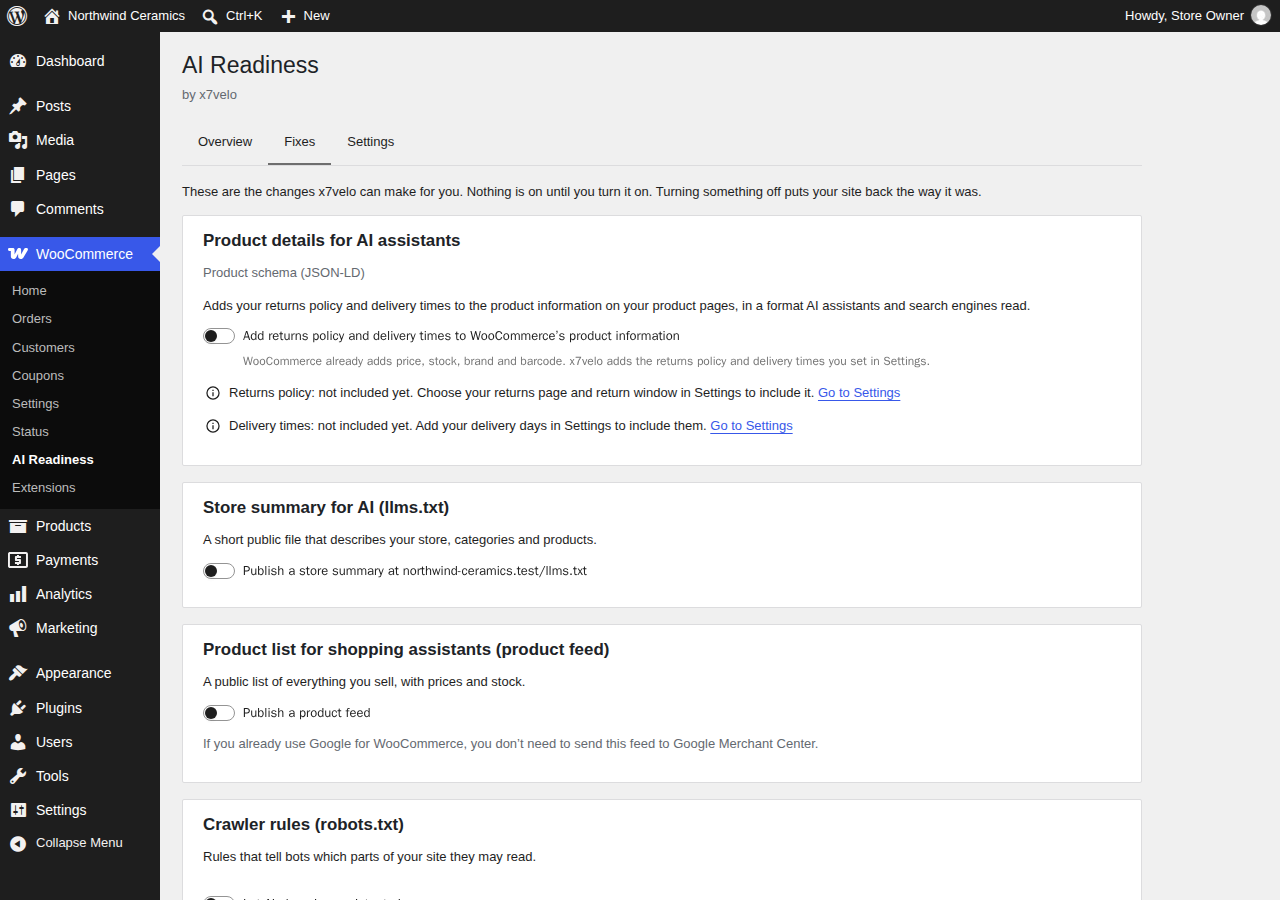 Northwind Ceramics
Ctrl+K
New
Howdy, Store Owner
Dashboard
Posts
Media
Pages
Comments
WooCommerce
Home
Orders
Customers
Coupons
Settings
Status
AI Readiness
Extensions
Products
Payments
Analytics
Marketing
Appearance
Plugins
Users
Tools
Settings
Collapse Menu
AI Readiness
by x7velo
Overview
Fixes
Settings
These are the changes x7velo can make for you. Nothing is on until you turn it on. Turning something off puts your site back the way it was.
Product details for AI assistants
Product schema (JSON-LD)
Adds your returns policy and delivery times to the product information on your product pages, in a format AI assistants and search engines read.
Add returns policy and delivery times to WooCommerce’s product information
WooCommerce already adds price, stock, brand and barcode. x7velo adds the returns policy and delivery times you set in Settings.
Returns policy: not included yet. Choose your returns page and return window in Settings to include it. Go to Settings
Delivery times: not included yet. Add your delivery days in Settings to include them. Go to Settings
Store summary for AI (llms.txt)
A short public file that describes your store, categories and products.
Publish a store summary at northwind-ceramics.test/llms.txt
Product list for shopping assistants (product feed)
A public list of everything you sell, with prices and stock.
Publish a product feed
If you already use Google for WooCommerce, you don’t need to send this feed to Google Merchant Center.
Crawler rules (robots.txt)
Rules that tell bots which parts of your site they may read.